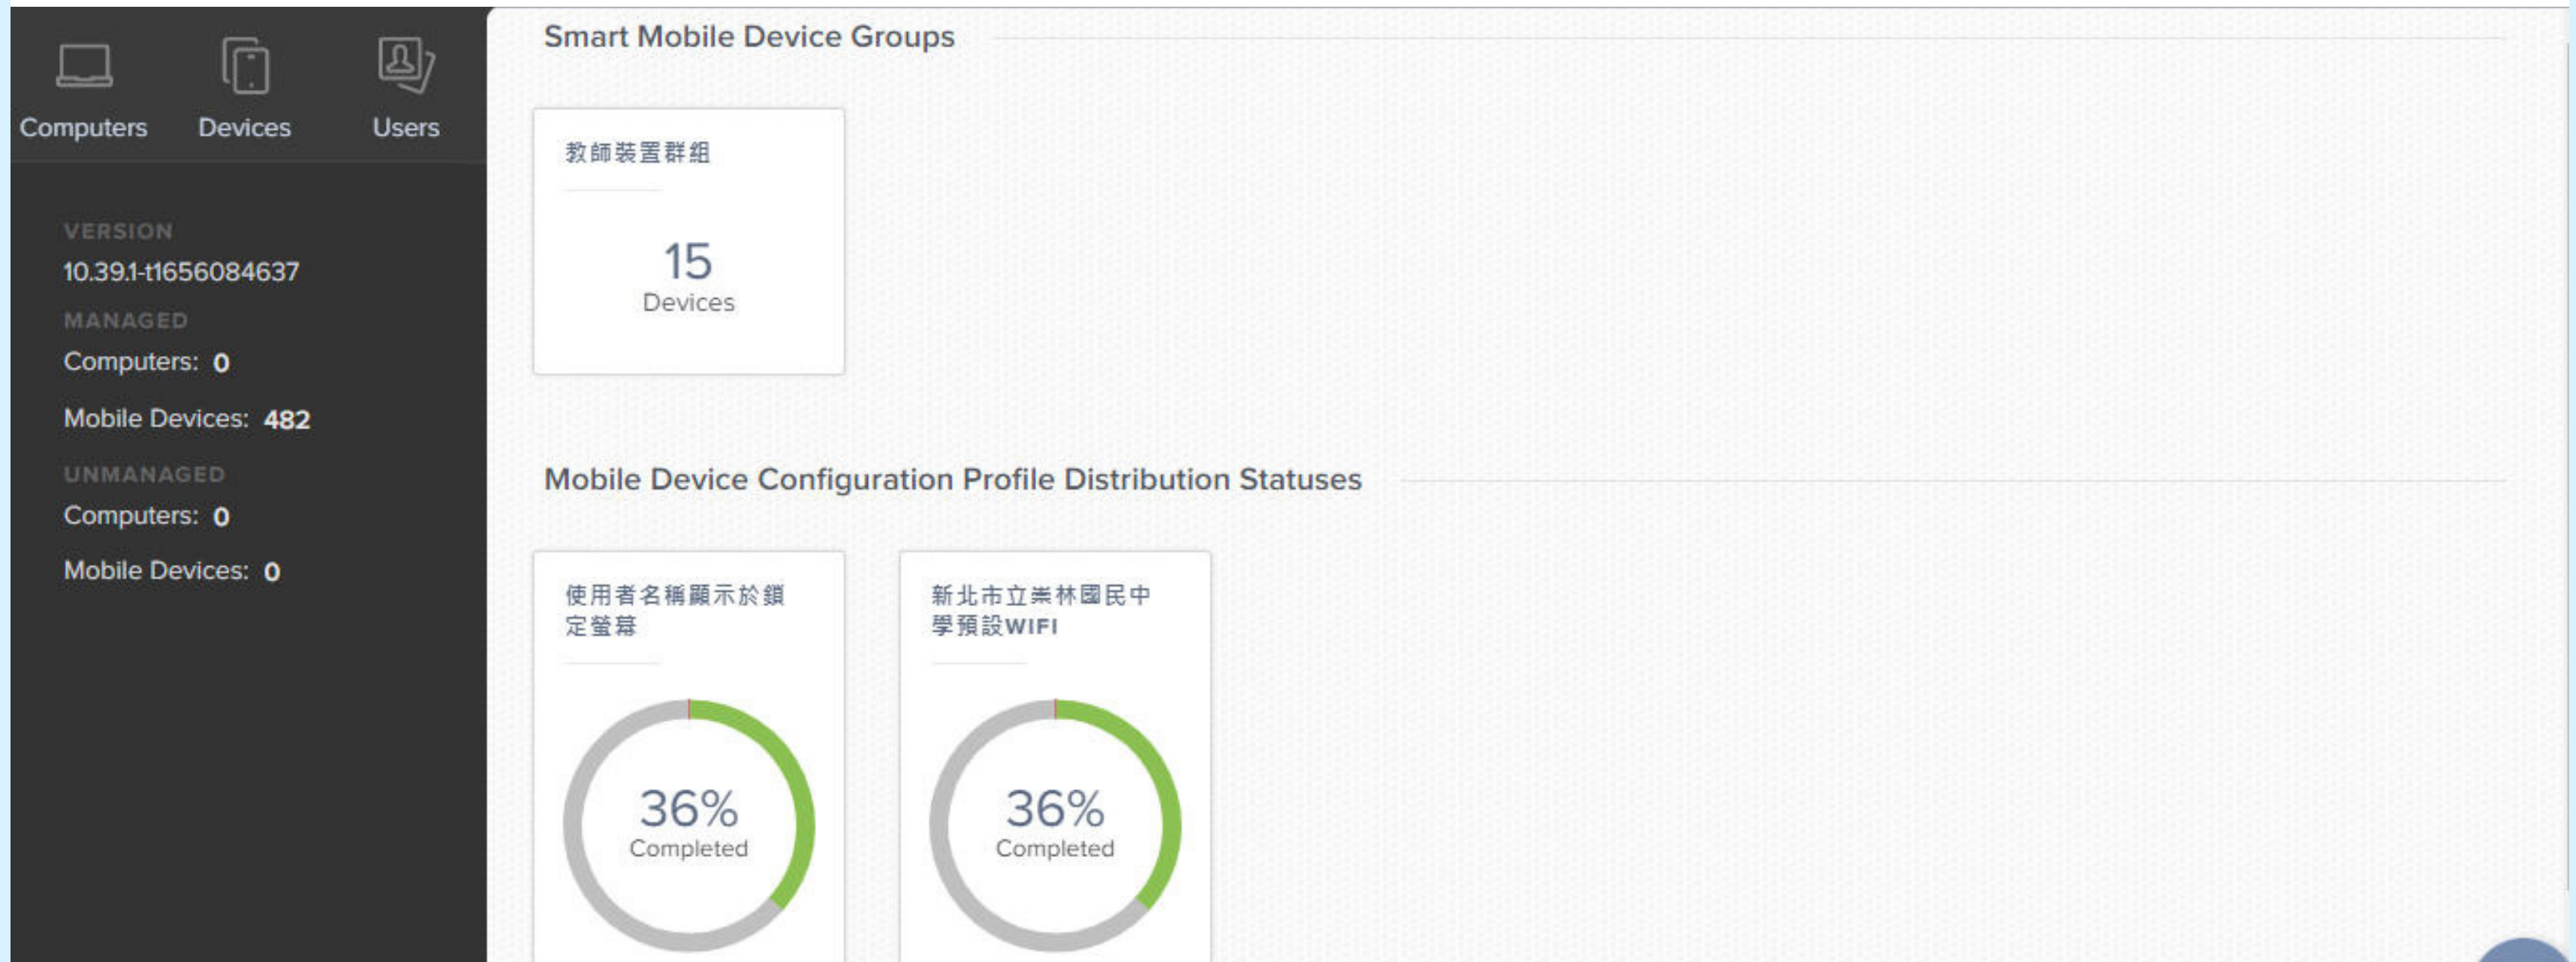 Computers
Devices
Users
VERSION
10.39.1-t1656084637
MANAGED
Computers: 0
Mobile Devices: 482
UNMANAGED
Computers: 0
Mobile Devices: 0
Smart Mobile Device Groups
教師裝置群組
15
Devices
Mobile Device Configuration Profile Distribution Statuses
使用者名稱顯示於鎖
定螢幕
36%
Completed
新北市立崇林國民中
學預設WIFI
36%
Completed